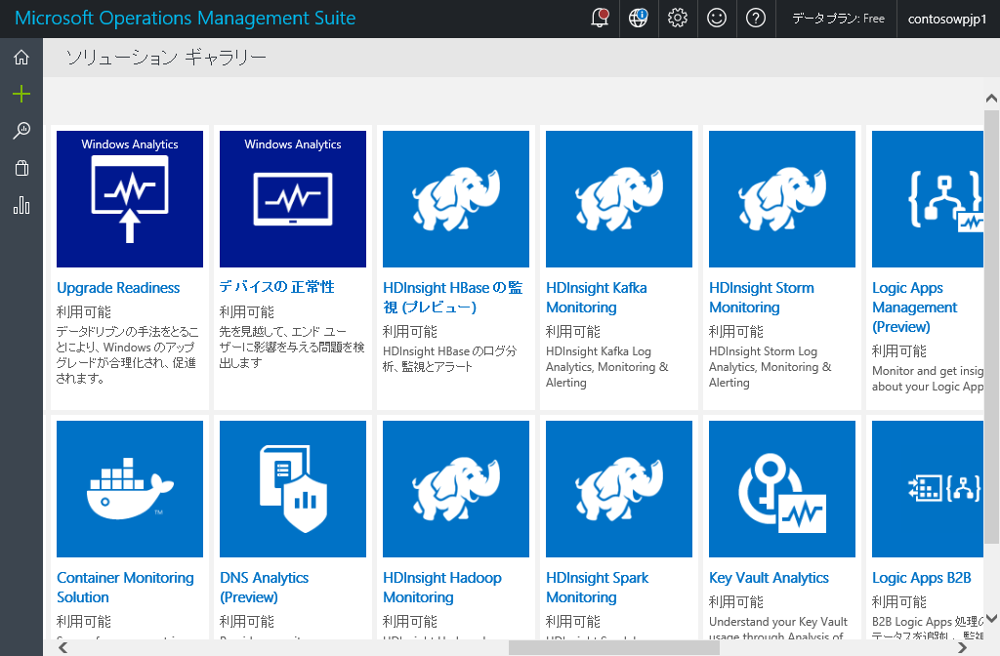 Microsoft Operations Management Suite
データ プラン: Free
contosowpjp1
ソリューション ギャラリー
Windows Analytics
Upgrade Readiness
利用可能
データドリブンの手法をとるこ
とにより、Windows のアップ
グレードが合理化され、促進
されます。
Windows Analytics
デバイスの 正常性
利用可能
先を見越して、エンド ユー
ザーに影響を与える問題を検
出します
HDInsight HBase の監
視 (プレビュー)
利用可能
HDInsight HBase のログ分
析、監視とアラート
HDInsight Kafka
Monitoring
利用可能
HDInsight Kafka Log
Analytics, Monitoring &
Alerting
HDInsight Storm
Monitoring
利用可能
HDInsight Storm Log
Analytics, Monitoring &
Alerting
Logic Apps
Management
(Preview)
利用可能
Monitor and get insig
about your Logic App
Container Monitoring
Solution
利用可能
TM
DNS Analytics
(Preview)
利用可能
HDInsight Hadoop
Monitoring
利用可能
HDInsight Spark
Monitoring
利用可能
Key Vault Analytics
利用可能
Understand your Key Vault
usage through Analysis of
Logic Apps B2B
利用可能
B2B Logic Apps 処理の
データを追跡し、監視